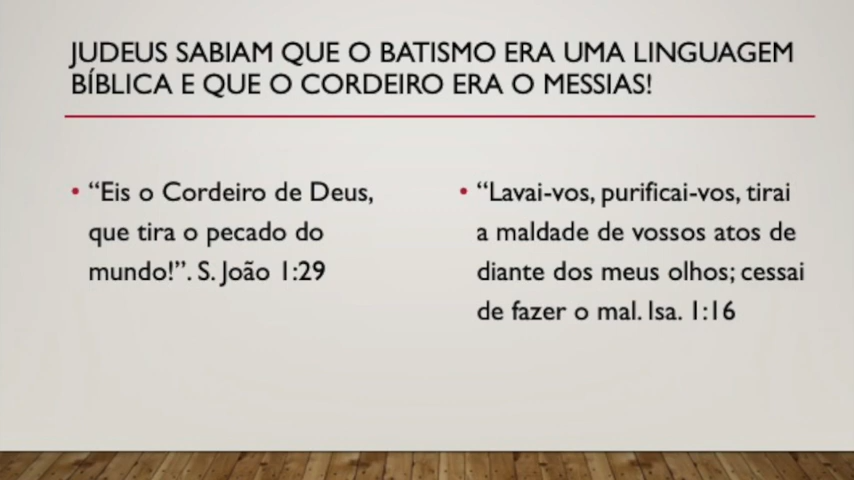 JUDEUS SABIAM QUE O BATISMO ERA UMA LINGUAGEM
BÍBLICA E QUE O CORDEIRO ERA O MESSIAS!
• “Eis o Cordeiro de Deus,
que tira o pecado do
mundo!”. S. João 1:29
• “Lavai-vos, purificai-vos, tirai
a maldade de vossos atos de
diante dos meus olhos; cessai
de fazer o mal. Isa. 1:16